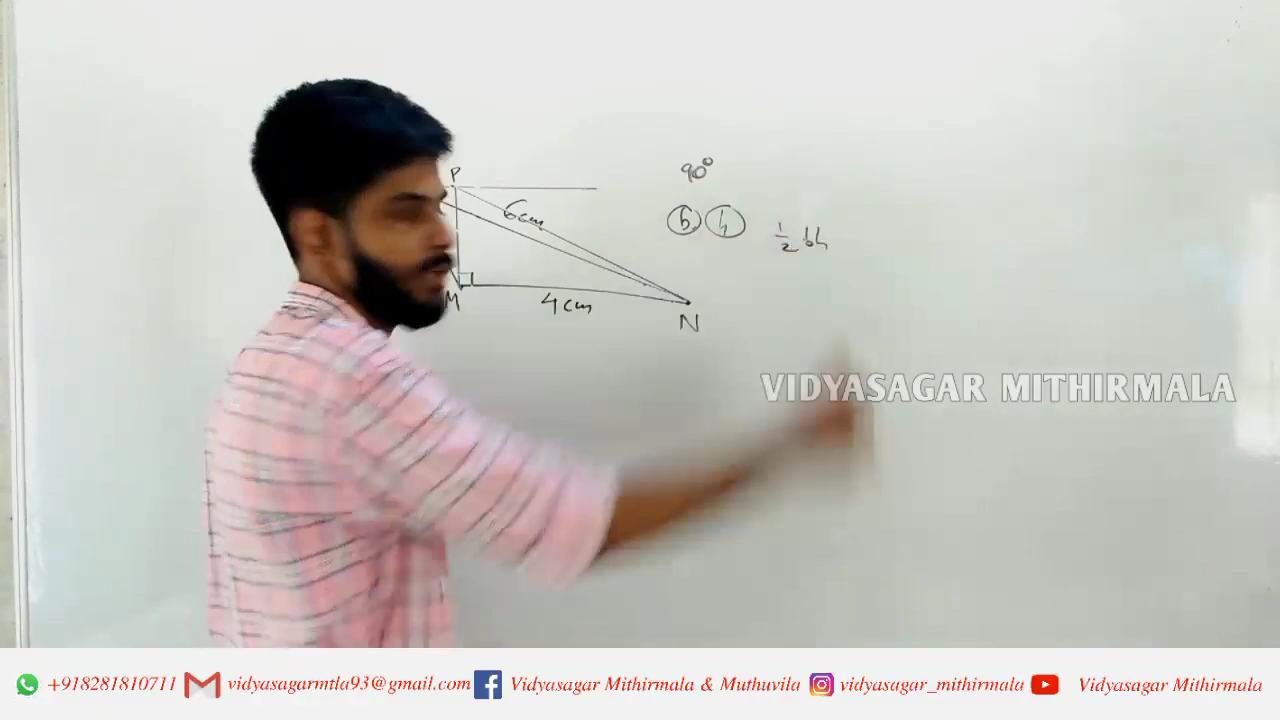 P
90°
6cm
b h
½ bh
M
4cm
N
VIDYASAGAR MITHIRMALA
+918281810711 vidyasagarmtla93@gmail.com Vidyasagar Mithirmala & Muthuvila vidyasagar_mithirmala Vidyasagar Mithirmala